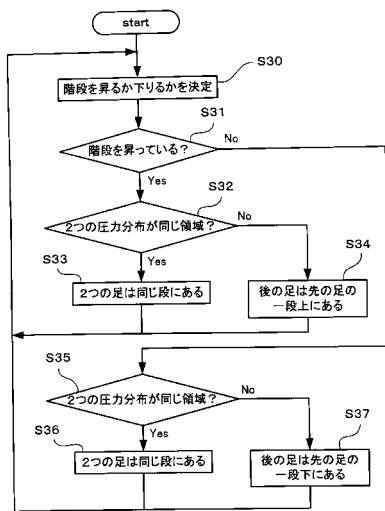 start
S30
階段を昇るか下りるかを決定
S31
階段を昇っている?
No
Yes
S32
2つの圧力分布が同じ領域?
No
Yes
S33
2つの足は同じ段にある
S34
後の足は先の足の
一段上にある
S35
2つの圧力分布が同じ領域?
No
Yes
S36
2つの足は同じ段にある
S37
後の足は先の足の
一段下にある